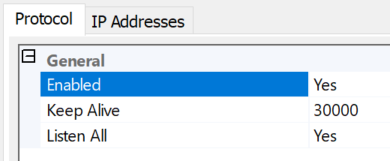 Protocol IP Addresses
General
Enabled Yes
Keep Alive 30000
Listen All Yes